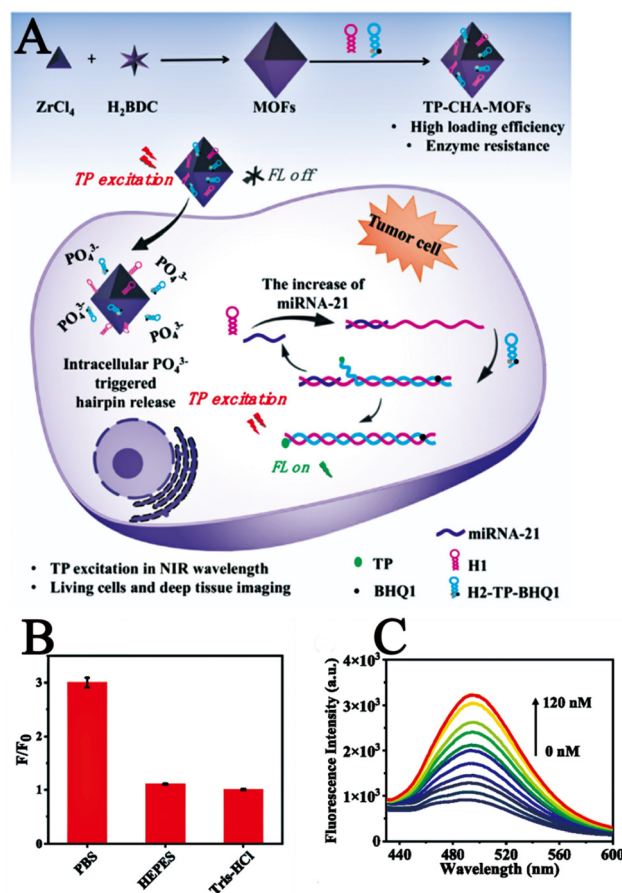 A
ZrCl₄ + H₂BDC MOFs TP-CHA-MOFs
• High loading efficiency
• Enzyme resistance
TP excitation FL off
Tumor cell
PO₄³⁻ PO₄³⁻
PO₄³⁻ PO₄³⁻
The increase of
miRNA-21
Intracellular PO₄³⁻
triggered
hairpin release
TP excitation
FL on
• TP excitation in NIR wavelength
• Living cells and deep tissue imaging
miRNA-21
TP H1
BHQ1 H2-TP-BHQ1
B
F/F₀
3
2
1
0
PBS HEPES Tris-HCl
C
Fluorescence Intensity (a.u.)
4×10³
3×10³
2×10³
1×10³
0
120 nM
0 nM
440 480 520 560 600
Wavelength (nm)